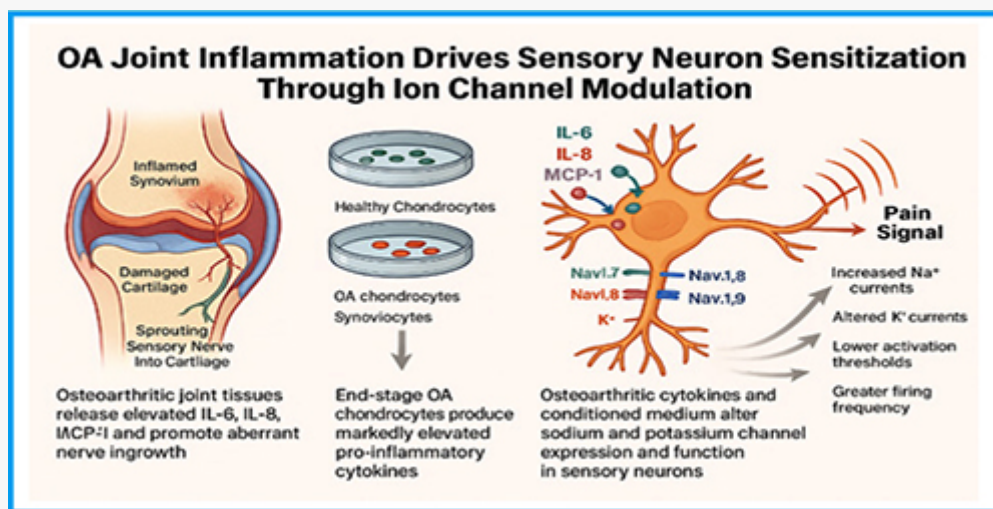 OA Joint Inflammation Drives Sensory Neuron Sensitization
Through Ion Channel Modulation
Inflamed
Synovium
Damaged
Cartilage
Sprouting
Sensory Nerve
Into Cartliage
Osteoarthritic joint tissues
release elevated IL-6, IL-8,
MCP-I and promote aberrant
nerve ingrowth
Healthy Chondrocytes
OA chondrocytes
Synoviocytes
End-stage OA
chondrocytes produce
markedly elevated
pro-inflammatory
cytokines
IL-6
IL-8
MCP-1
Navl.7
Navl,8
K+
Nav.1,8
Nav.1,9
Pain
Signal
Increased Na+
currents
Altered K+ currents
Lower activation
thresholds
Greater firing
frequency
Osteoarthritic cytokines and
conditioned medium alter
sodium and potassium channel
expression and function
in sensory neurons